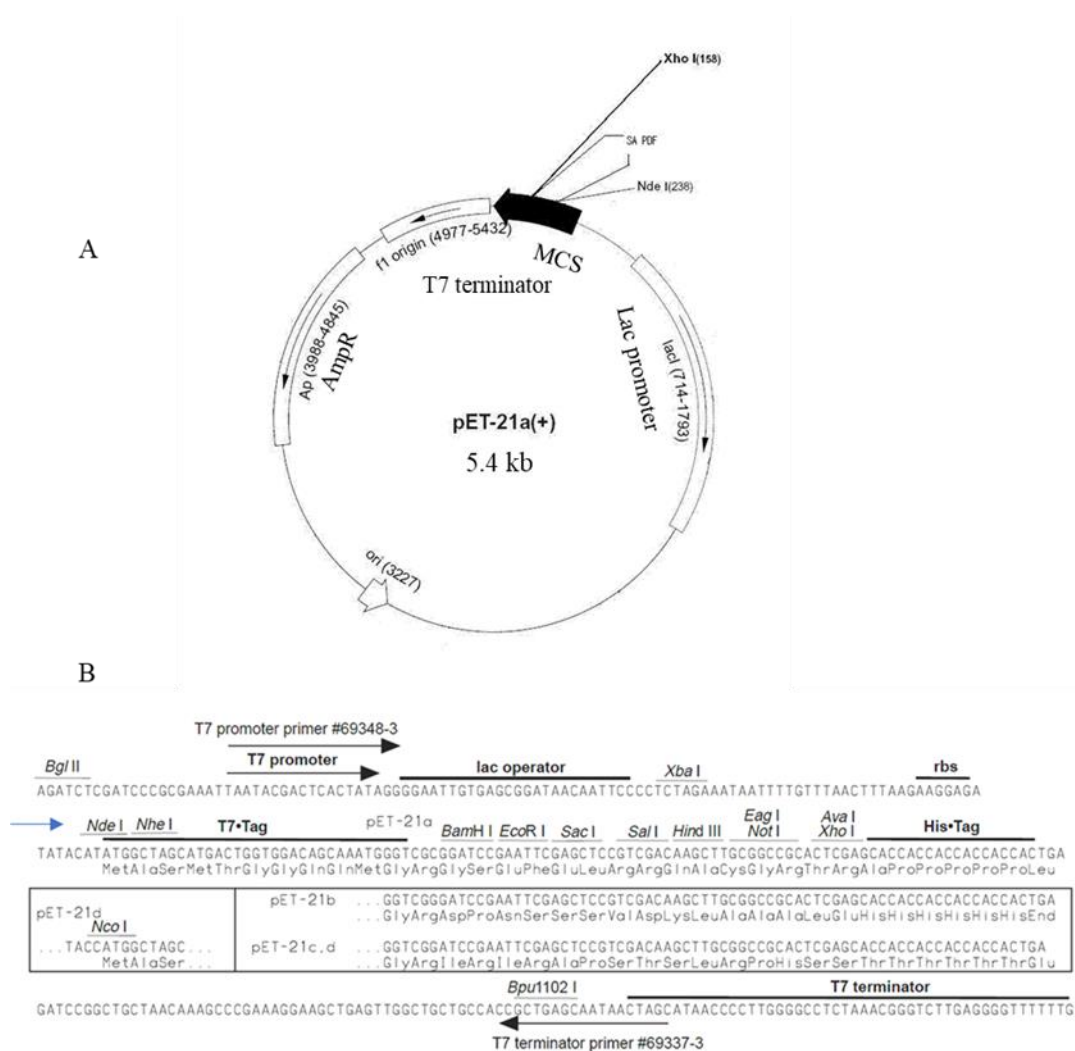 A
Xho I(158)
SA PDF
Nde I(238)
f1 origin (4977-5432)
MCS
T7 terminator
Ap (3988-4845)
AmpR
Lac promoter
lacI (714-1793)
pET-21a(+)
5.4 kb
ori (3227)
B
T7 promoter primer #69348-3
Bgl II T7 promoter lac operator Xba I rbs
AGATCTCGATCCCGCGAAATTAATACGACTCACTATAGGGGAATTGTGAGCGGATAACAATTCCCCTCTAGAAATAATTTTGTTTAACTTTAAGAAGGAGA
Nde I Nhe I T7•Tag pET-21a BamH I EcoR I Sac I Sal I Hind III Eag I Not I Ava I Xho I His•Tag
TATACATATGGCTAGCATGACTGGTGGACAGCAAATGGGTCGCGGATCCGAATTCGAGCTCCGTCGACAAGCTTGCGGCCGCACTCGAGCACCACCACCACCACCACTGA
MetAlaSerMetThrGlyGlyGlnGlnMetGlyArgGlySerGluPheGluLeuArgArgGlnAlaCysGlyArgThrArgAlaProProProProProLeu
pET-21d
Nco I
...TACCATGGCTAGC...
MetAlaSer...
pET-21b ...GGTCGGGATCCGAATTCGAGCTCCGTCGACAAGCTTGCGGCCGCACTCGAGCACCACCACCACCACCACTGA
...GlyArgAspProAsnSerSerSerValAspLysLeuAlaAlaAlaLeuGluHisHisHisHisHisHisEnd
pET-21c,d ...GGTCGGATCCGAATTCGAGCTCCGTCGACAAGCTTGCGGCCGCACTCGAGCACCACCACCACCACCACTGA
...GlyArgIleArgIleArgAlaProSerThrSerLeuArgProHisSerSerThrThrThrThrThrThrGlu
Bpu1102 I T7 terminator
GATCCGGCTGCTAACAAAGCCCGAAAGGAAGCTGAGTTGGCTGCTGCCACCGCTGAGCAATAACTAGCATAACCCCTTGGGGCCTCTAAACGGGTCTTGAGGGGTTTTTTG
T7 terminator primer #69337-3